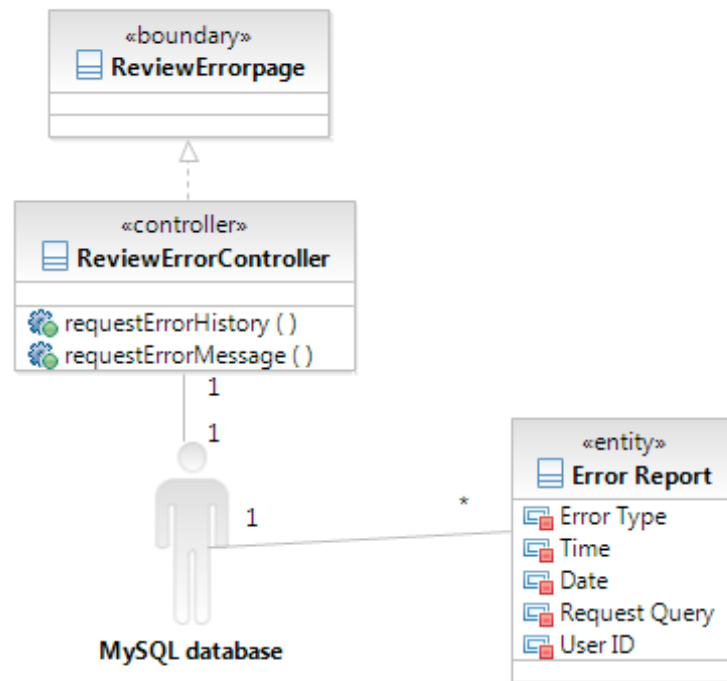 «boundary»
ReviewErrorpage
«controller»
ReviewErrorController
requestErrorHistory ( )
requestErrorMessage ( )
1
1
1
*
MySQL database
«entity»
Error Report
Error Type
Time
Date
Request Query
User ID